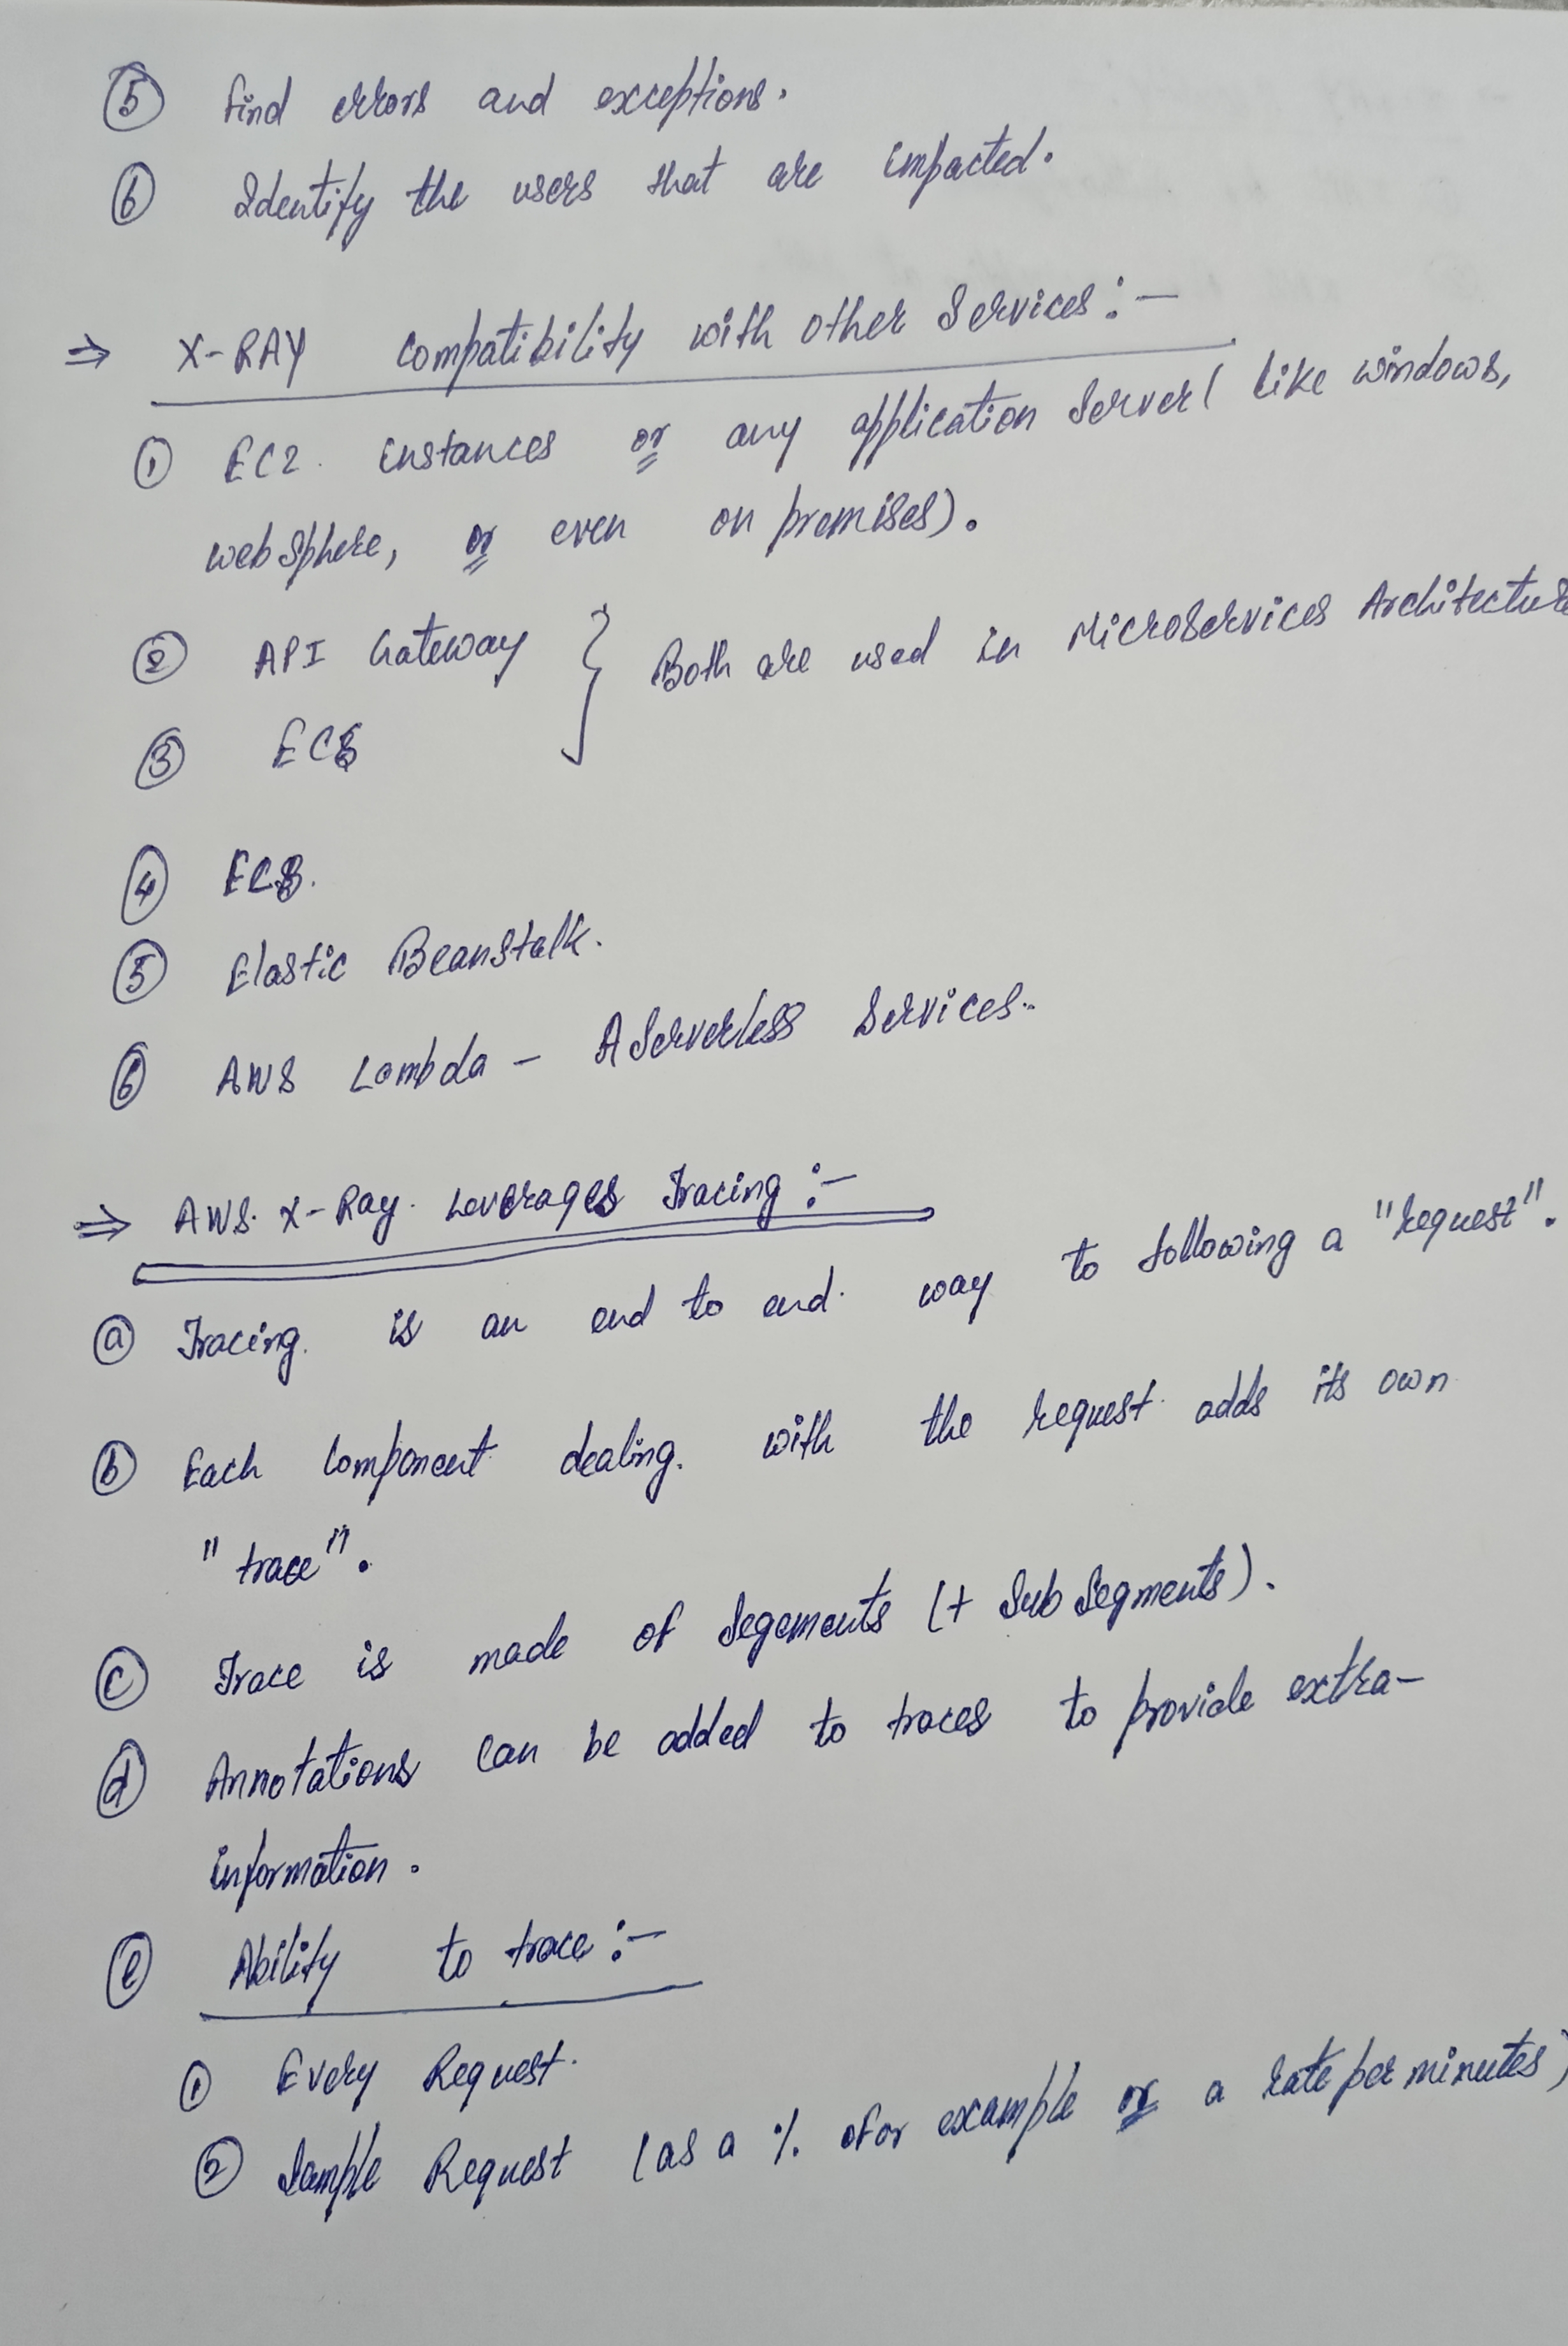 ⑤ Find errors and exceptions.
⑥ Identify the users that are impacted.
⇒ X-RAY Compatibility with other Services :-
① EC2. Instances or any application Server ( like windows,
web Sphere, or even on premises).
② API Gateway } Both are used in Microservices Architecture
③ ECS
④ ECS.
⑤ Elastic Beanstalk.
⑥ AWS Lambda - A Serverless Services..
⇒ AWS. X-Ray. Leverages Tracing :-
ⓐ Tracing. is an end to end. way to following a "request".
ⓑ Each Component dealing. with the request. adds its own
"trace".
ⓒ Trace is made of Segements (+ Sub Segments).
ⓓ Annotations can be added to traces to provide extra-
information.
ⓔ Ability to trace :-
① Every Request.
② Sample Request (as a % ofor example or a rate per minutes)